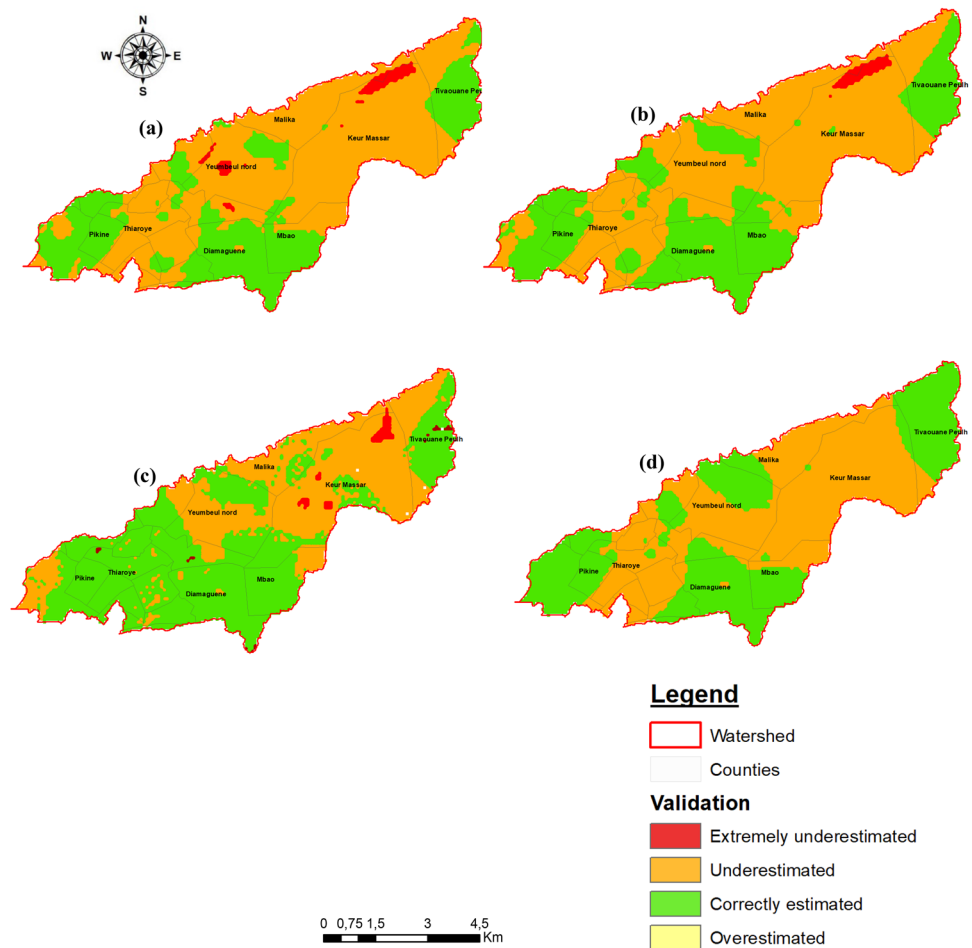 N
W E
S
(a)
Malika
Tivaouane Peulh
Keur Massar
Yeumbeul nord
Pikine
Thiaroye
Diamaguene
Mbao
(b)
Malika
Tivaouane Peulh
Keur Massar
Yeumbeul nord
Pikine
Thiaroye
Diamaguene
Mbao
(c)
Malika
Tivaouane Peulh
Keur Massar
Yeumbeul nord
Pikine
Thiaroye
Diamaguene
Mbao
(d)
Malika
Tivaouane Peulh
Keur Massar
Yeumbeul nord
Pikine
Thiaroye
Diamaguene
Mbao
Legend
Watershed
Counties
Validation
Extremely underestimated
Underestimated
Correctly estimated
Overestimated
0 0,75 1,5 3 4,5
Km